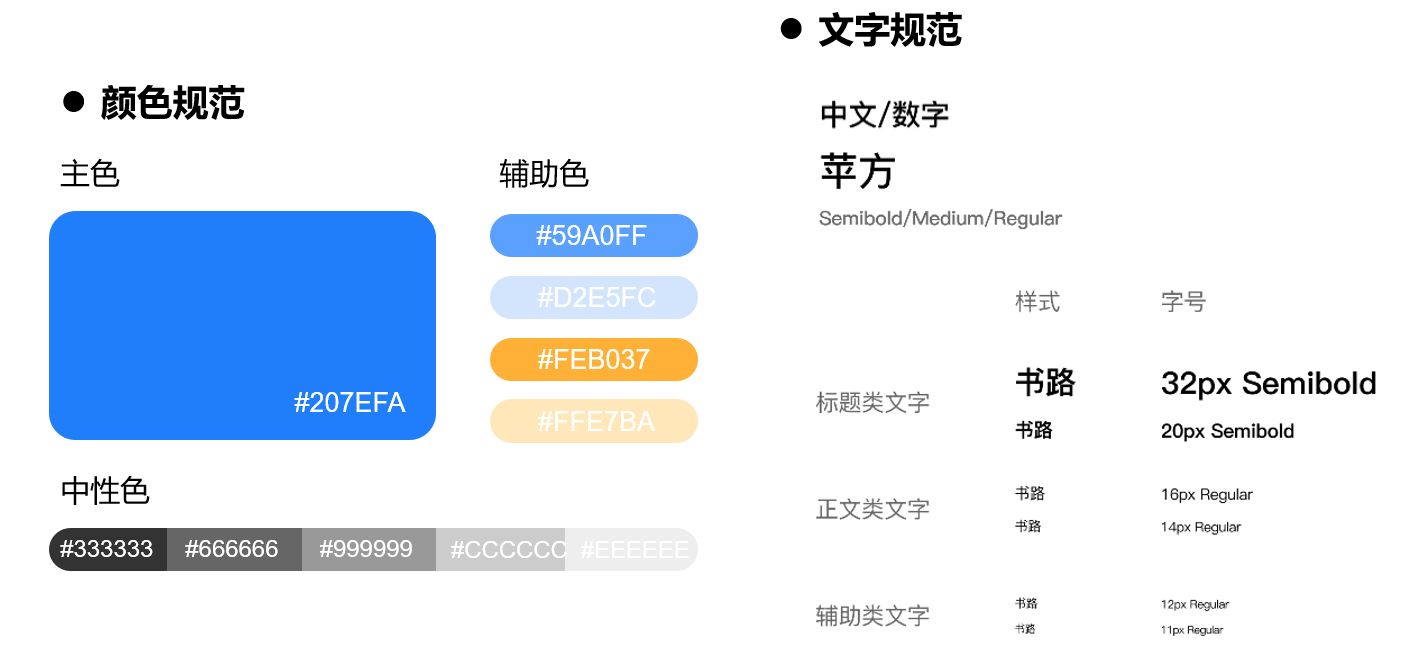 ● 颜色规范
主色
#207EFA
辅助色
#59A0FF
#D2E5FC
#FEB037
#FFE7BA
中性色
#333333 #666666 #999999 #CCCCCC #EEEEEE
● 文字规范
中文/数字
苹方
Semibold/Medium/Regular
样式 字号
标题类文字
书路 32px Semibold
书路 20px Semibold
正文类文字
书路 16px Regular
书路 14px Regular
辅助类文字
书路 12px Regular
书路 11px Regular